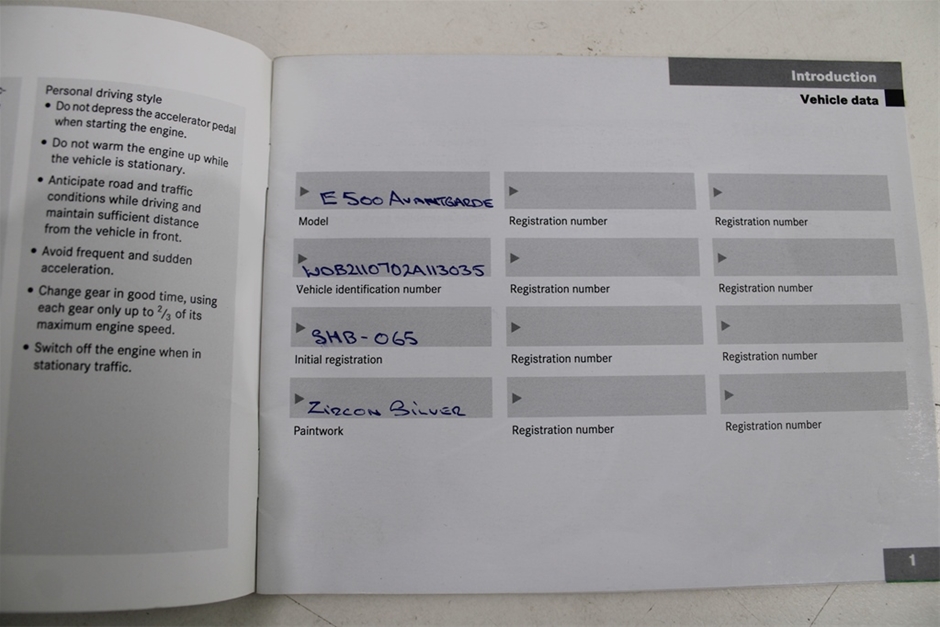 Personal driving style
• Do not depress the accelerator pedal
when starting the engine.
• Do not warm the engine up while
the vehicle is stationary.
• Anticipate road and traffic
conditions while driving and
maintain sufficient distance
from the vehicle in front.
• Avoid frequent and sudden
acceleration.
• Change gear in good time, using
each gear only up to 2/3 of its
maximum engine speed.
• Switch off the engine when in
stationary traffic.
Introduction
Vehicle data
E 500 AVANTGARDE
Model
Registration number
Registration number
WDB2110702A113035
Vehicle identification number
Registration number
Registration number
SHB-065
Initial registration
Registration number
Registration number
ZIRCON SILVER
Paintwork
Registration number
Registration number
1